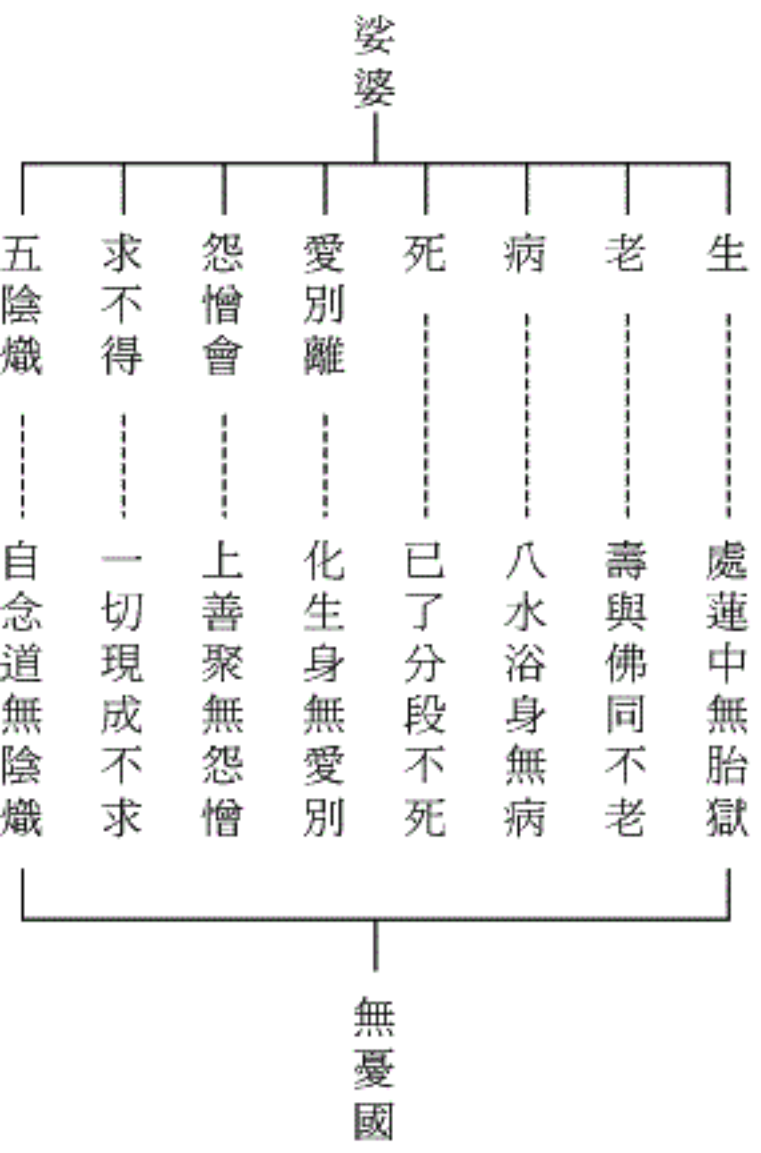 娑婆
生
老
病
死
愛別離
怨憎會
求不得
五陰熾
處蓮中無胎獄
壽與佛同不老
八水浴身無病
已了分段不死
化生身無愛別
上善聚無怨憎
一切現成不求
自念道無陰熾
無憂國